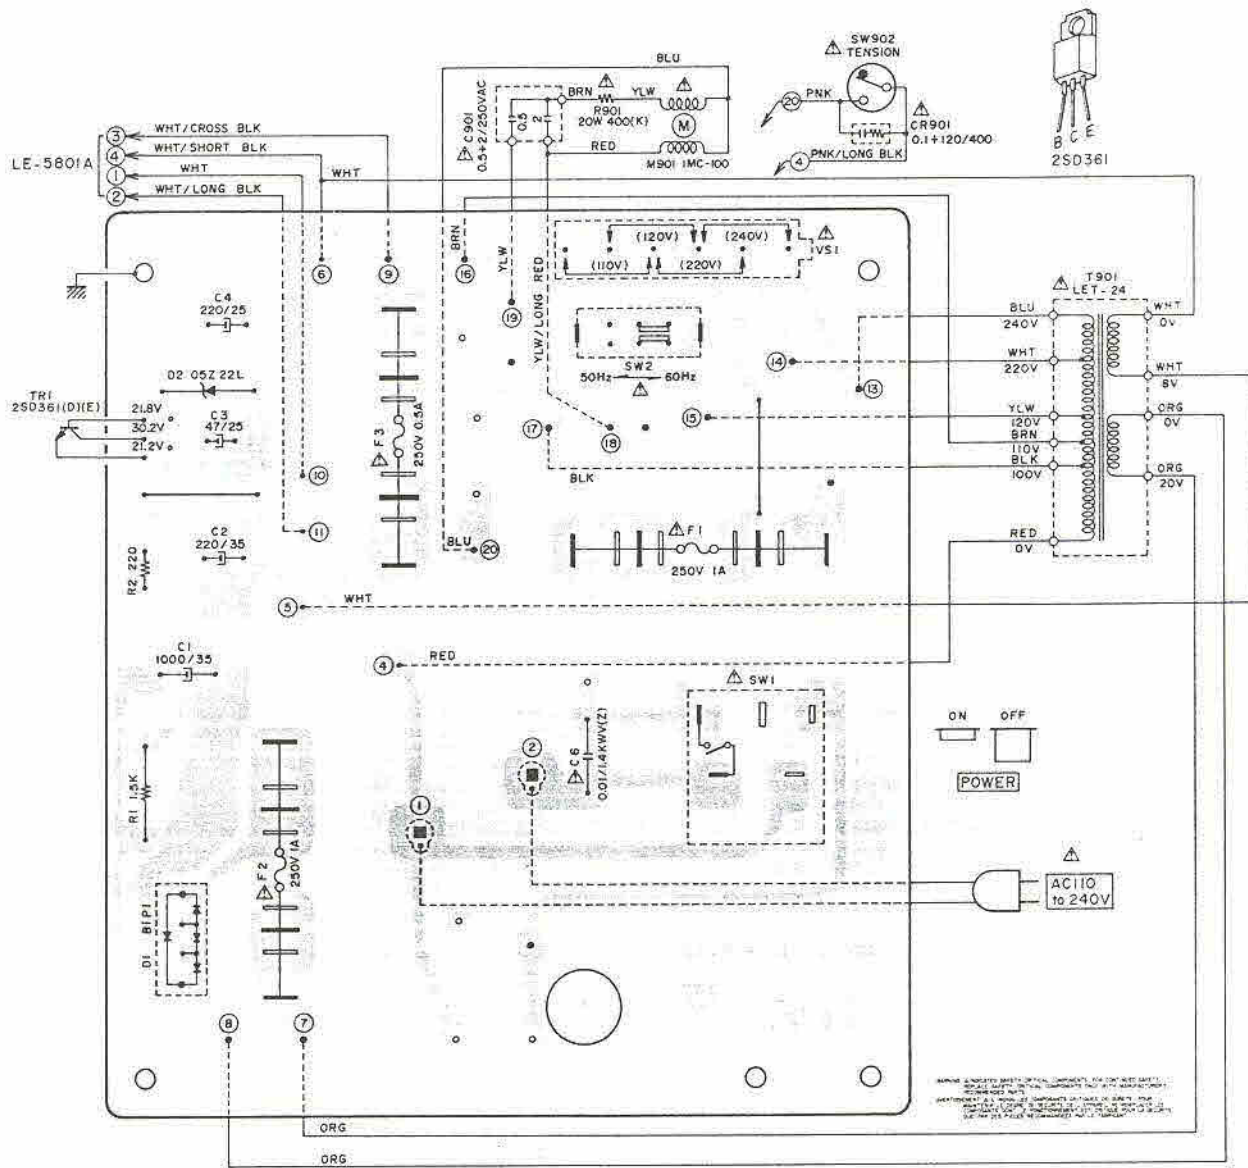 BLU
SW902
TENSION
BRN
YLW
R901
20W 400(K)
C901
0.5+2/250VAC
0.5
2
M
RED
M901 1MC-100
20
PNK
CR901
0.1+120/400
4
PNK/LONG BLK
B C E
2SD361
LE-5801A
3
WHT/CROSS BLK
4
WHT/SHORT BLK
1
WHT
2
WHT/LONG BLK
WHT
6
9
BRN
16
YLW
19
YLW/LONG RED
(120V)
(240V)
(110V)
(220V)
VS1
T901
LET-24
BLU
240V
WHT
220V
YLW
120V
BRN
110V
BLK
100V
RED
0V
WHT
0V
WHT
8V
ORG
0V
ORG
20V
C4
220/25
D2 05Z 22L
TR1
2SD361(D)(E)
21.8V
30.2V
21.2V
C3
47/25
F3
250V 0.5A
SW2
50Hz
60Hz
14
13
15
17
18
BLK
10
11
C2
220/35
R2 220
BLU
20
F1
250V 1A
5
WHT
C1
1000/35
4
RED
SW1
2
C6
0.01/1.4KWV(Z)
1
R1 1.5K
F2
250V 1A
D1 B1P1
ON
OFF
POWER
AC110
to 240V
8
7
ORG
ORG